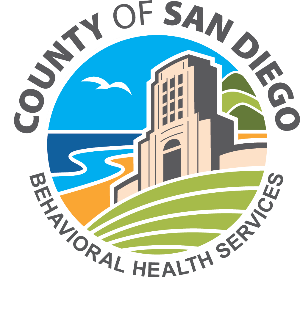 COUNTY OF SAN DIEGO
BEHAVIORAL HEALTH SERVICES